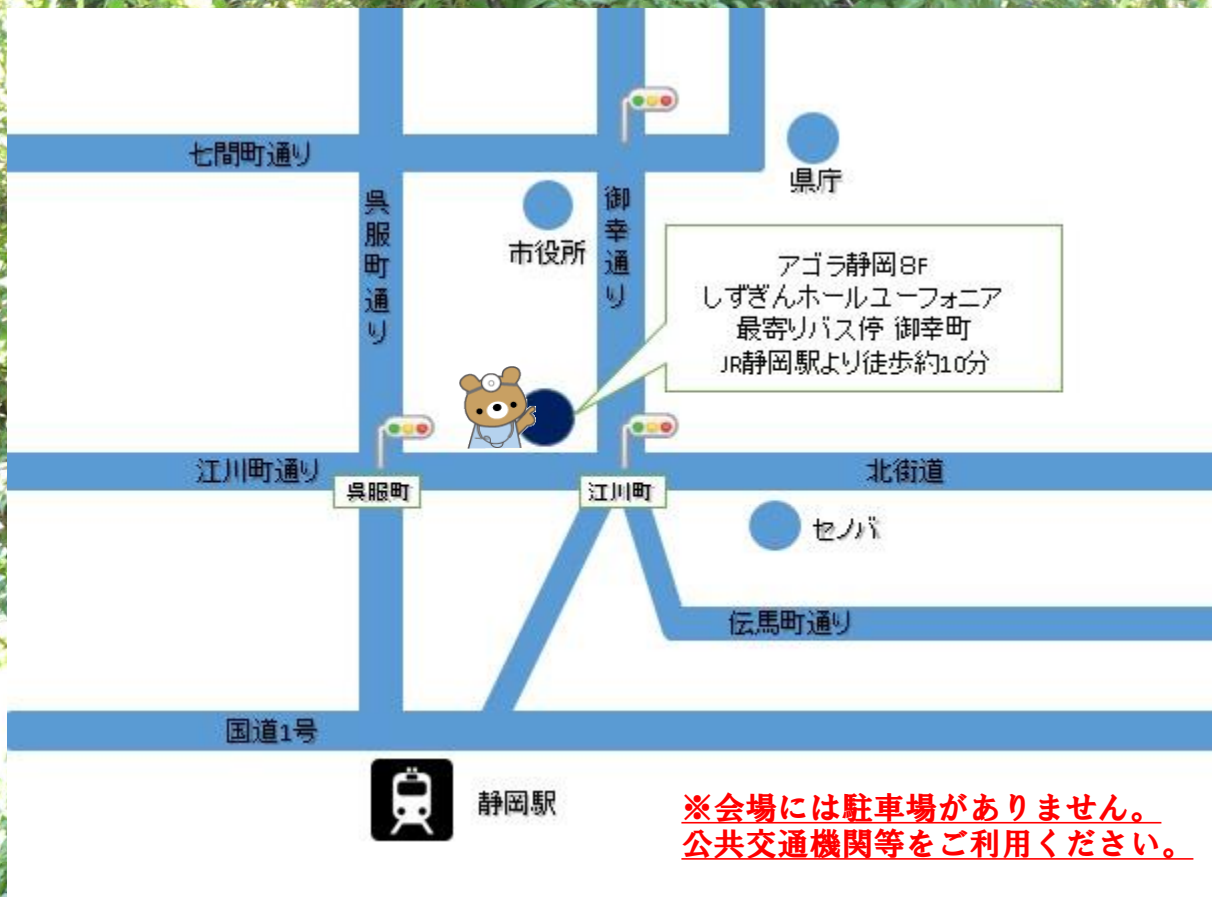 七間町通り
県庁
呉服町通り
市役所
御幸通り
アゴラ静岡8F
しずぎんホールユーフォニア
最寄りバス停 御幸町
JR静岡駅より徒歩約10分
江川町通り
呉服町
江川町
北街道
セノバ
伝馬町通り
国道1号
静岡駅
※会場には駐車場がありません。
公共交通機関等をご利用ください。